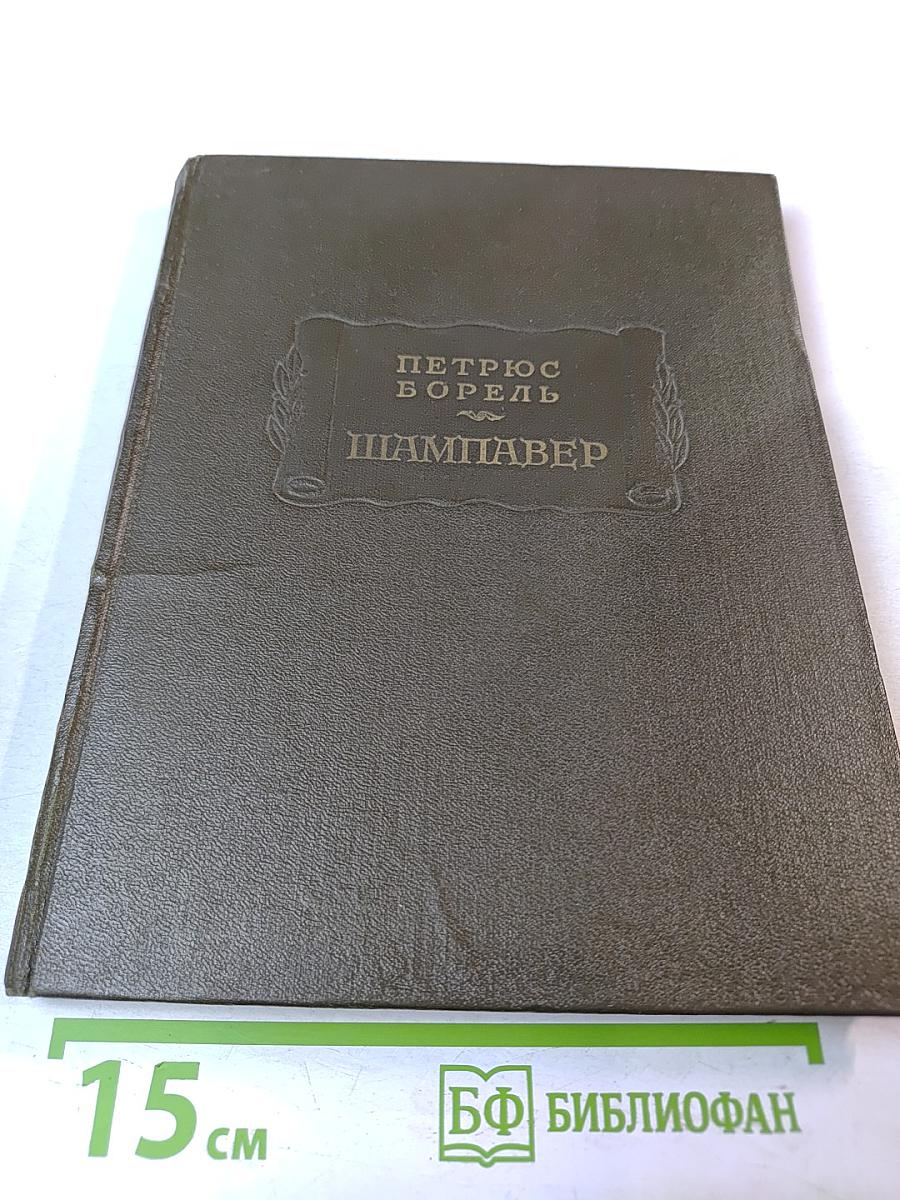 ПЕТРЮС
БОРЕЛЬ
ШАМПАВЕР
15 см
БФ БИБЛИОФАН